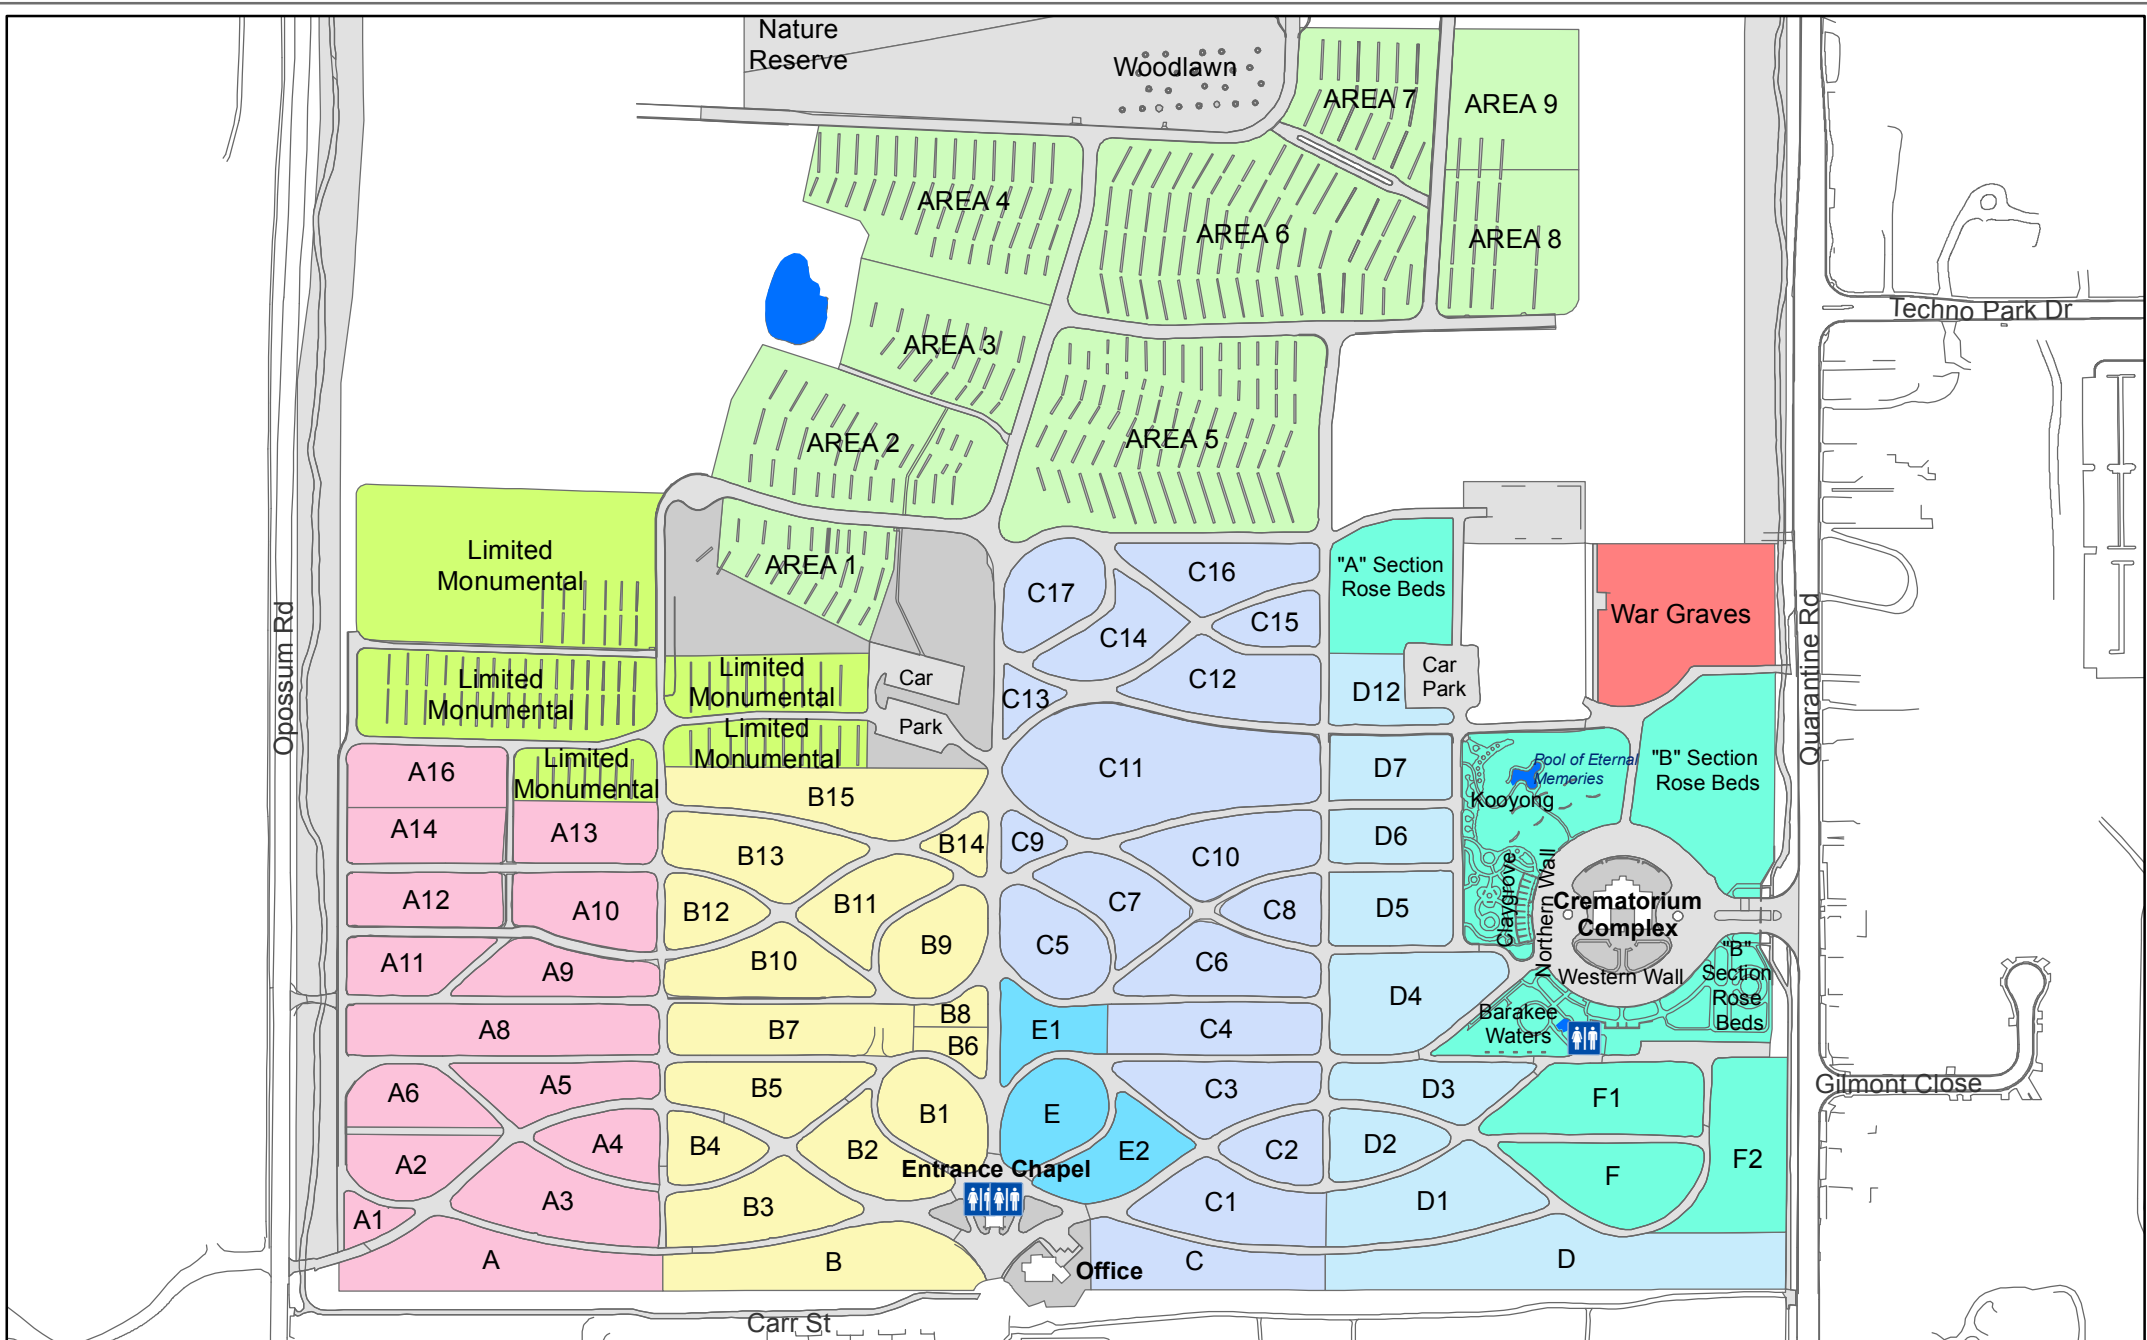 Nature
Reserve
Woodlawn
AREA 7
AREA 9
AREA 4
AREA 6
AREA 8
Techno Park Dr
AREA 3
AREA 2
AREA 5
Limited
Monumental
AREA 1
"A" Section
Rose Beds
C17
C16
C15
C14
War Graves
Opossum Rd
Quarantine Rd
Limited
Monumental
Limited
Monumental
Car
Park
C13
C12
D12
Car
Park
Limited
Monumental
A16
Limited
Monumental
C11
D7
Pool of Eternal
Memories
Kooyong
"B" Section
Rose Beds
B15
A14
A13
B13
B14
C9
C10
D6
Claygrove
Northern Wall
A12
A10
B12
B11
C7
C8
D5
Crematorium
Complex
A11
A9
B10
B9
C5
C6
D4
Western Wall
"B"
Section
Rose
Beds
Barakee
Waters
A8
B7
B8
B6
E1
C4
A6
A5
B5
B1
E
C3
D3
F1
Gilmont Close
A4
A2
B4
B2
E2
C2
D2
F2
Entrance Chapel
F
A1
A3
B3
C1
D1
A
B
Office
C
D
Carr St